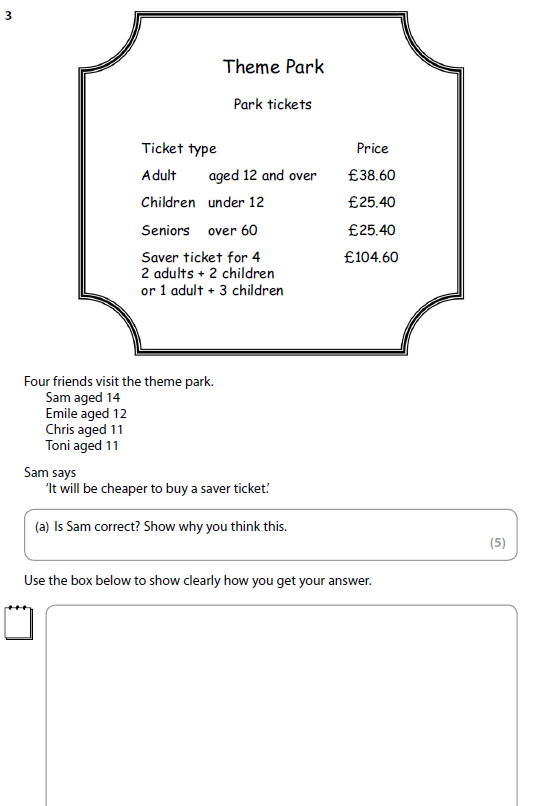 3
Theme Park
Park tickets
Ticket type Price
Adult aged 12 and over £38.60
Children under 12 £25.40
Seniors over 60 £25.40
Saver ticket for 4 £104.60
2 adults + 2 children
or 1 adult + 3 children
Four friends visit the theme park.
Sam aged 14
Emile aged 12
Chris aged 11
Toni aged 11
Sam says
'It will be cheaper to buy a saver ticket.'
(a) Is Sam correct? Show why you think this.
(5)
Use the box below to show clearly how you get your answer.